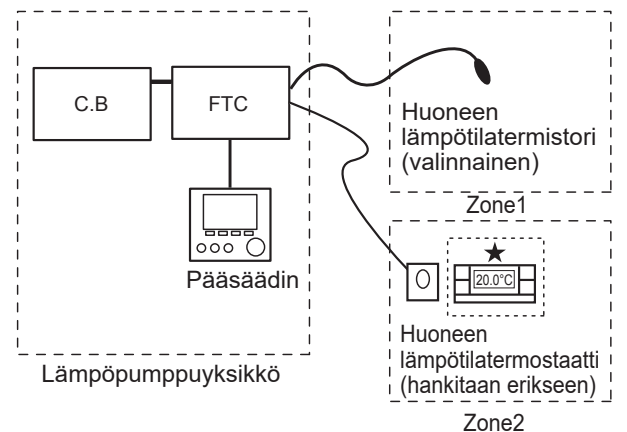 C.B
FTC
Pääsäädin
Lämpöpumppuyksikkö
Huoneen
lämpötilatermistori
(valinnainen)
Zone1
20.0°C
Huoneen
lämpötilatermostaatti
(hankitaan erikseen)
Zone2